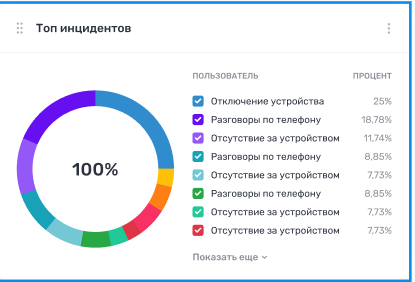 Топ инцидентов
ПОЛЬЗОВАТЕЛЬ ПРОЦЕНТ
Отключение устройства 25%
Разговоры по телефону 18,78%
Отсутствие за устройством 11,74%
Разговоры по телефону 8,85%
Отсутствие за устройством 7,73%
Разговоры по телефону 8,85%
Отсутствие за устройством 7,73%
Отсутствие за устройством 7,73%
100%
Показать еще